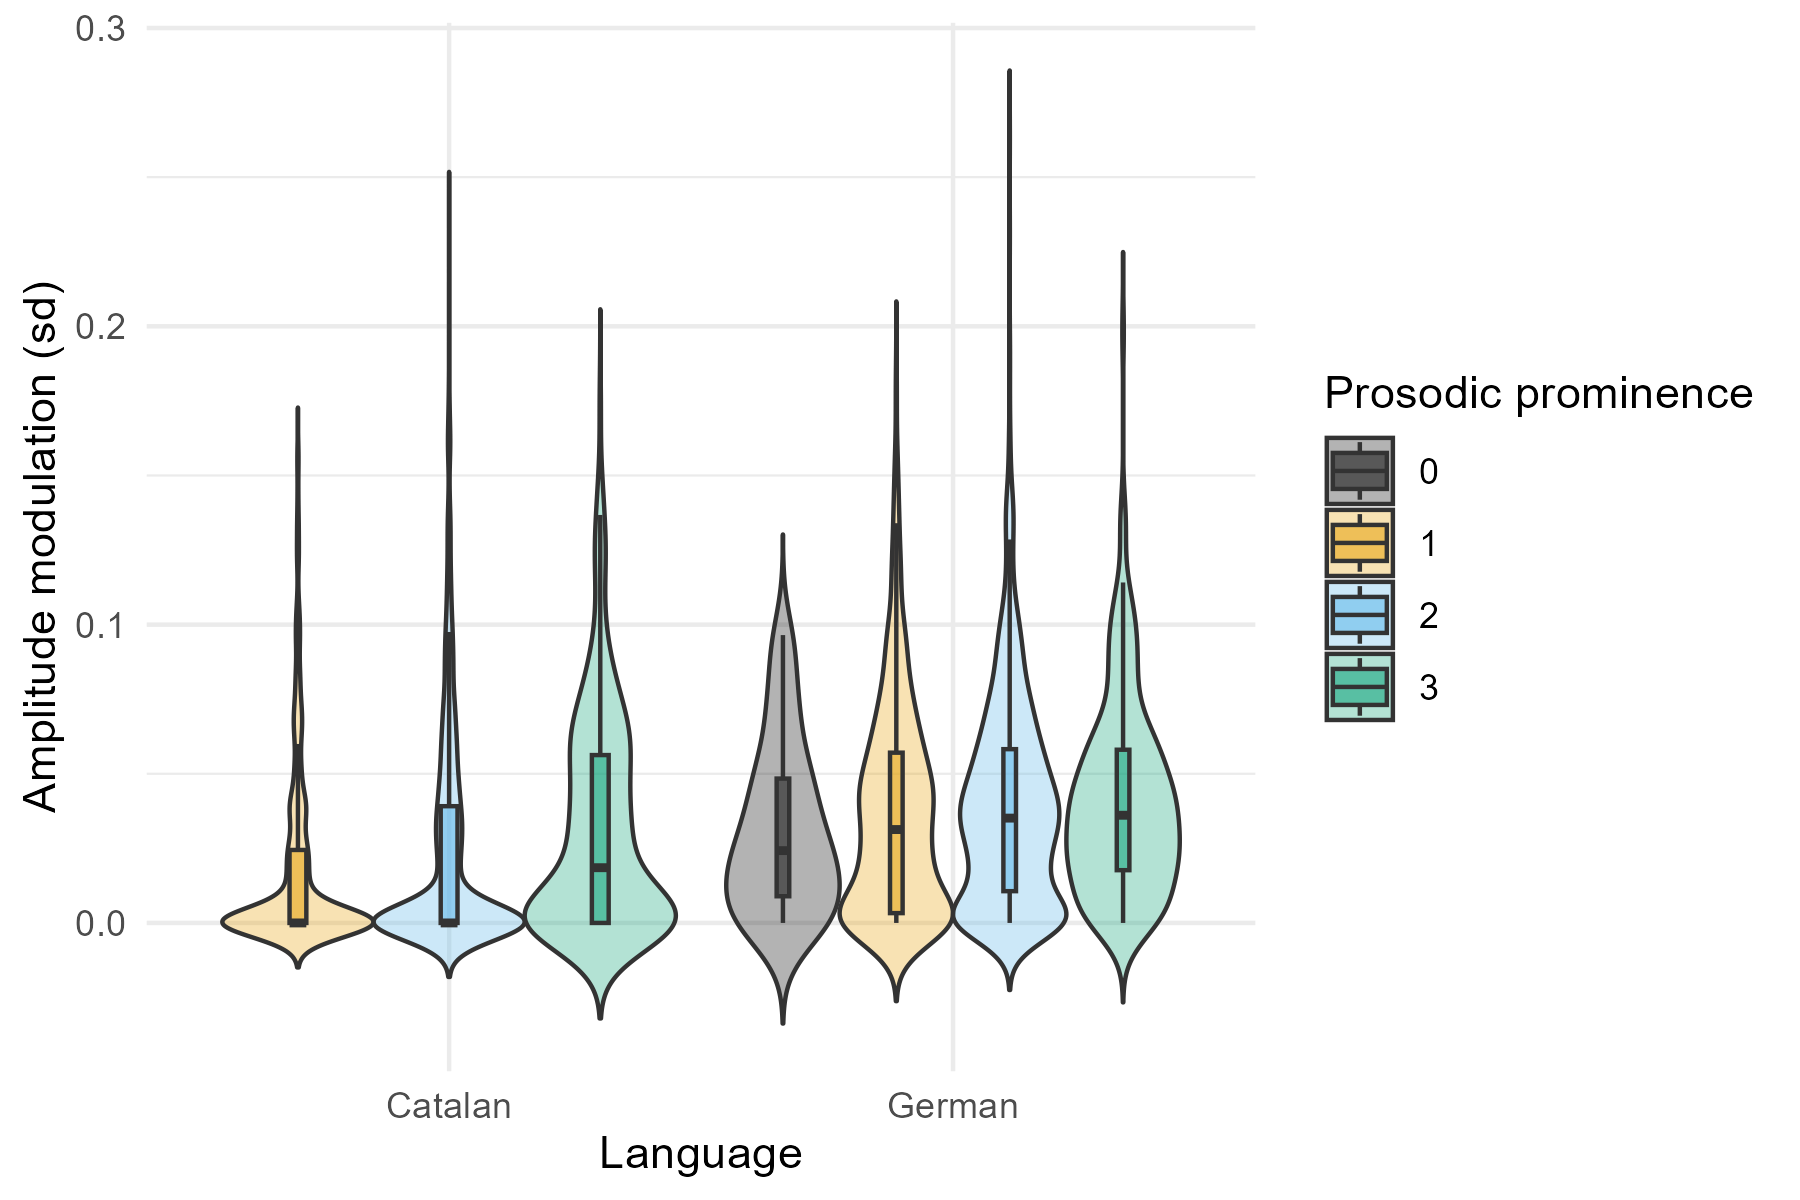 0.3
0.2
0.1
0.0
Amplitude modulation (sd)
Catalan
German
Language
Prosodic prominence
0
1
2
3